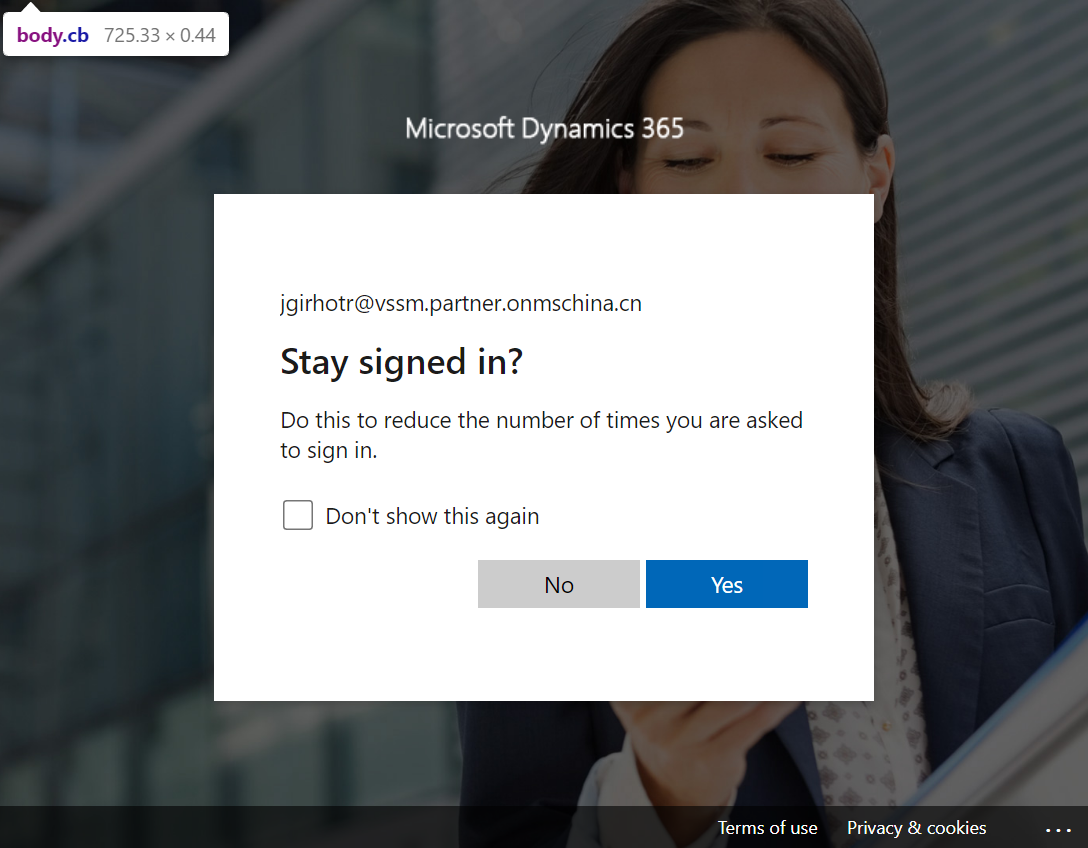 body.cb 725.33 × 0.44
Microsoft Dynamics 365
jgirhotr@vssm.partner.onmschina.cn
Stay signed in?
Do this to reduce the number of times you are asked
to sign in.
Don't show this again
No Yes
Terms of use Privacy & cookies ...